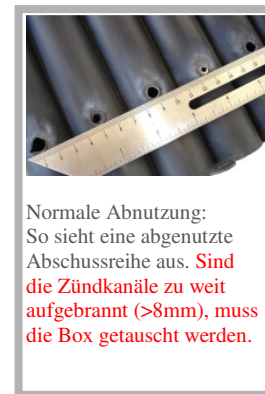 Normale Abnutzung:
So sieht eine abgenutzte
Abschussreihe aus. Sind
die Zündkanäle zu weit
aufgebrannt (>8mm), muss
die Box getauscht werden.